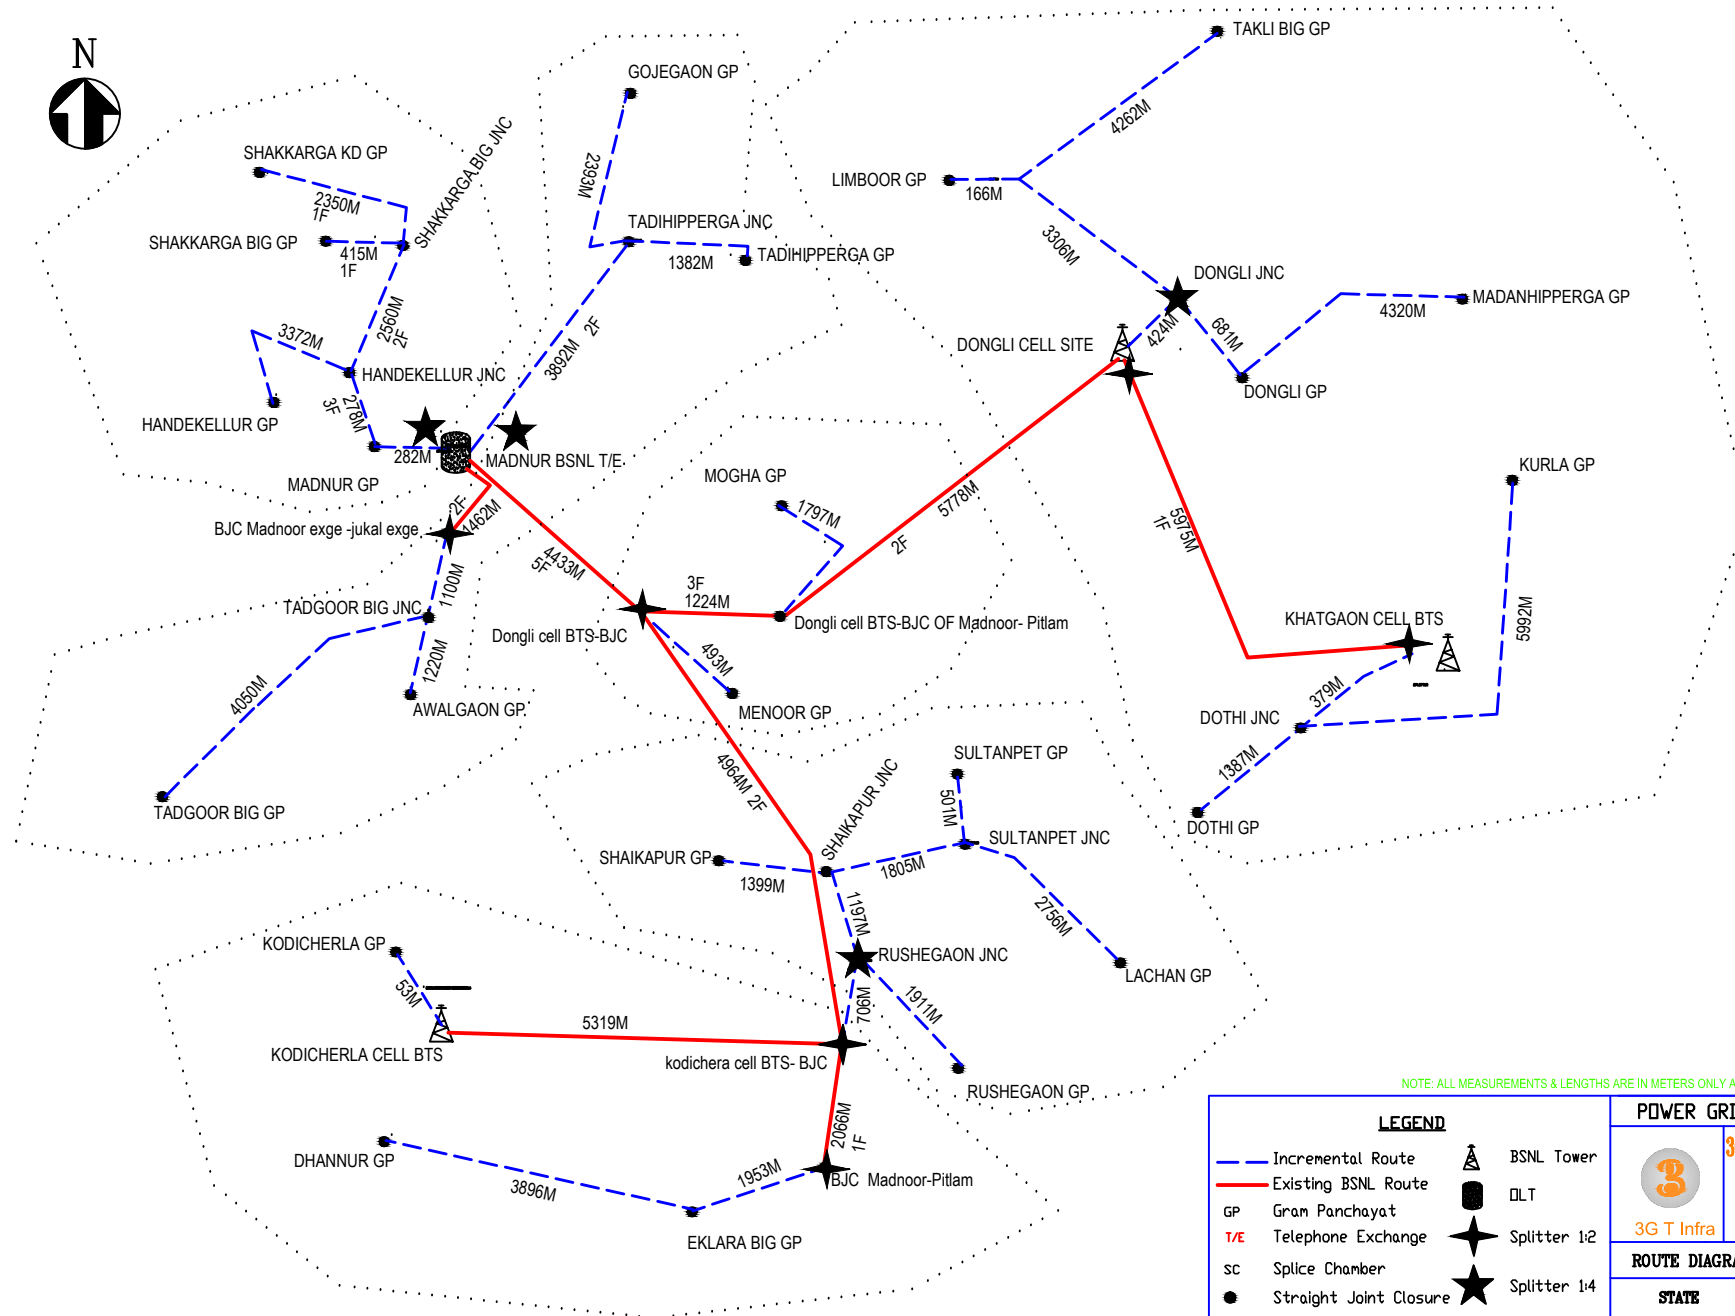 N
TAKLI BIG GP
GOJEGAON GP
4262M
SHAKKARGA KD GP
SHAKKARGA BIG JNC
2393M
LIMBOOR GP
166M
2350M
1F
TADIHIPPERGA JNC
SHAKKARGA BIG GP
415M
1F
1382M
TADIHIPPERGA GP
3306M
DONGLI JNC
MADANHIPPERGA GP
4320M
2560M
2F
3372M
3892M 2F
DONGLI CELL SITE
424M
681M
HANDEKELLUR JNC
DONGLI GP
HANDEKELLUR GP
278M
3F
282M
MADNUR BSNL T/E
MADNUR GP
MOGHA GP
KURLA GP
1797M
5778M
2F
2F
1462M
BJC Madnoor exge -jukal exge
5975M
1F
4433M
5F
1100M
3F
1224M
TADGOOR BIG JNC
Dongli cell BTS-BJC
Dongli cell BTS-BJC OF Madnoor- Pitlam
KHATGAON CELL BTS
5992M
493M
1220M
4050M
379M
AWALGAON GP
MENOOR GP
DOTHI JNC
1387M
4964M 2F
SULTANPET GP
SHAIKAPUR JNC
501M
TADGOOR BIG GP
DOTHI GP
SULTANPET JNC
SHAIKAPUR GP
1399M
1805M
1197M
2756M
KODICHERLA GP
RUSHEGAON JNC
LACHAN GP
53M
706M
1911M
5319M
KODICHERLA CELL BTS
kodichera cell BTS- BJC
RUSHEGAON GP
2066M
1F
DHANNUR GP
1953M
BJC Madnoor-Pitlam
3896M
EKLARA BIG GP
NOTE: ALL MEASUREMENTS & LENGTHS ARE IN METERS ONLY A
LEGEND
Incremental Route
BSNL Tower
Existing BSNL Route
GP Gram Panchayat
OLT
T/E Telephone Exchange
Splitter 1:2
SC Splice Chamber
Straight Joint Closure
Splitter 1:4
POWER GRI
3
3
3G T Infra
ROUTE DIAGRA
STATE